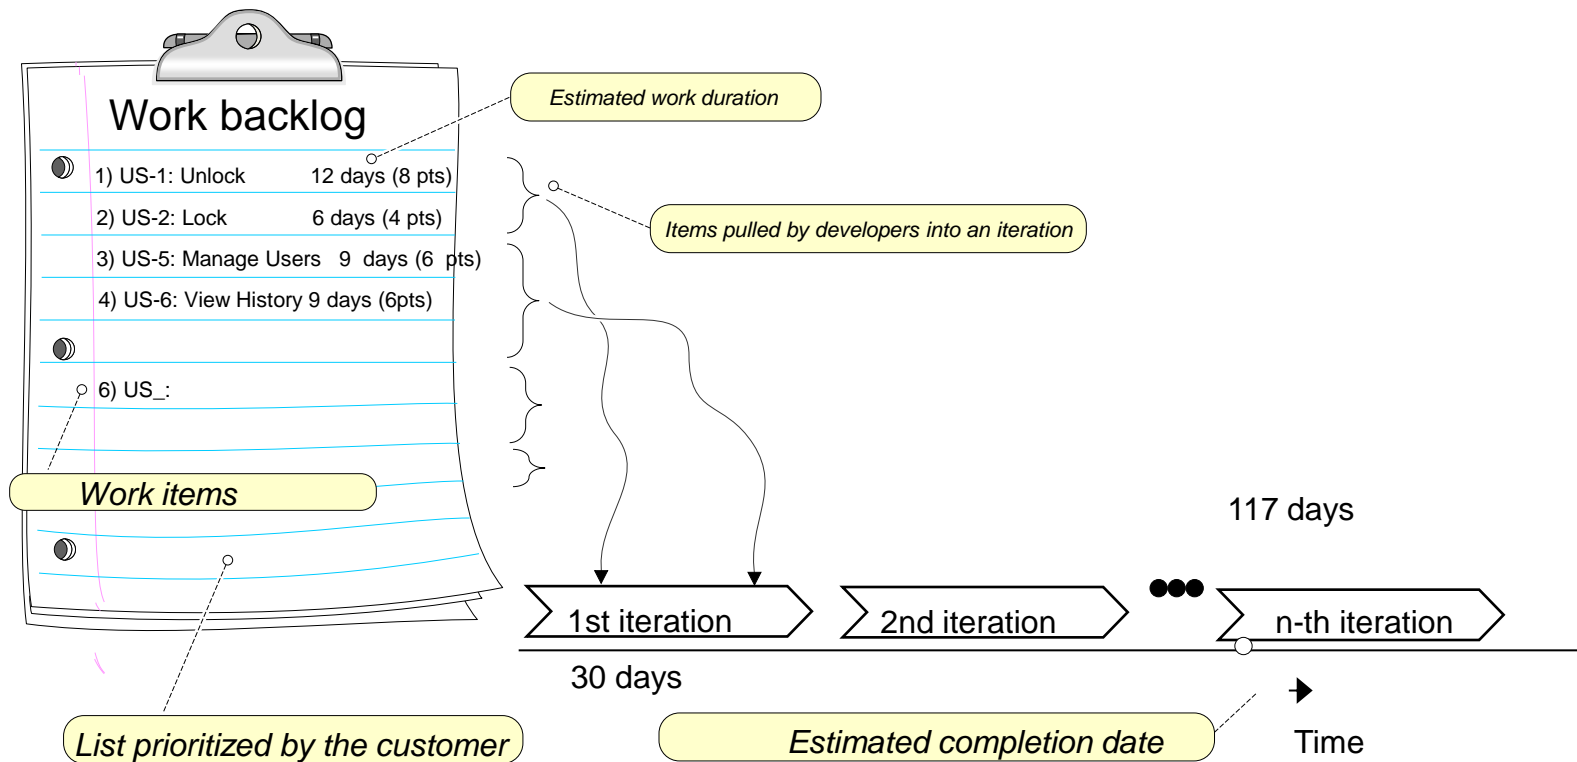 Work backlog
Estimated work duration
1) US-1: Unlock 12 days (8 pts)
2) US-2: Lock 6 days (4 pts)
Items pulled by developers into an iteration
3) US-5: Manage Users 9 days (6 pts)
4) US-6: View History 9 days (6pts)
6) US_:
Work items
117 days
1st iteration
2nd iteration
n-th iteration
30 days
List prioritized by the customer
Estimated completion date
Time